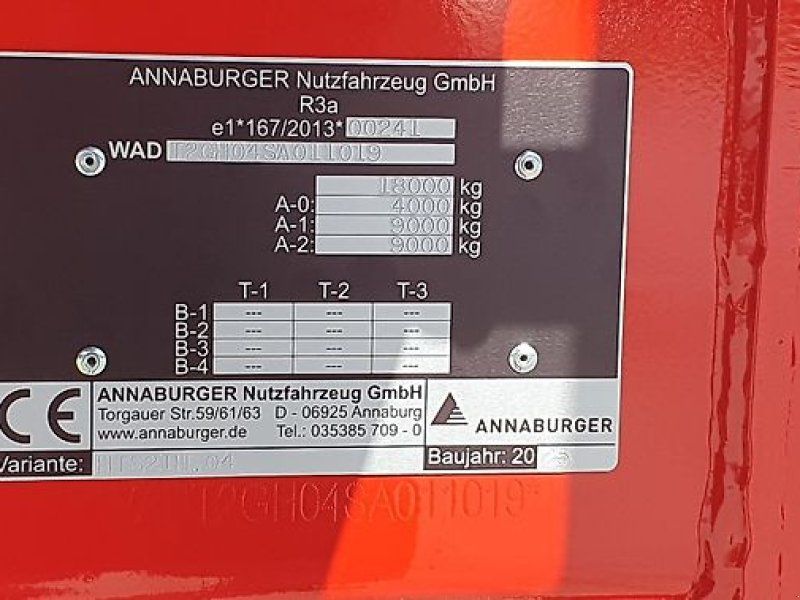 ANNABURGER Nutzfahrzeug GmbH
R3a
e1*167/2013*00241
WAD T2GH04SA011019
18000 kg
A-0: 4000 kg
A-1: 9000 kg
A-2: 9000 kg
T-1 T-2 T-3
B-1 --- --- ---
B-2 --- --- ---
B-3 --- --- ---
B-4 --- --- ---
CE
ANNABURGER Nutzfahrzeug GmbH
Torgauer Str.59/61/63 D - 06925 Annaburg
www.annaburger.de Tel.: 035385 709 - 0
ANNABURGER
Variante:
Baujahr: 20
T2GH04SA011019*